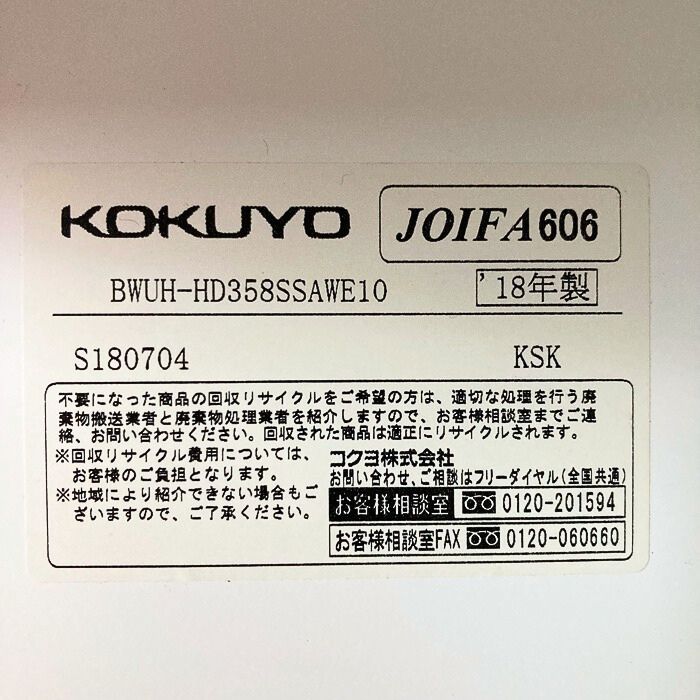 KOKUYO JOIFA606
BWUH-HD358SSAWE10 '18年製
S180704 KSK
不要になった商品の回収リサイクルをご希望の方は、適切な処理を行う廃
棄物搬送業者と廃棄物処理業者を紹介しますので、お客様相談室までご連
絡、お問い合わせください。回収された商品は適正にリサイクルされます。
※回収リサイクル費用については、
お客様のご負担となります。
※地域により紹介できない場合もご
ざいますので、ご了承ください。
コクヨ株式会社
お問い合わせ、ご相談はフリーダイヤル(全国共通)
お客様相談室 0120-201594
お客様相談室FAX 0120-060660